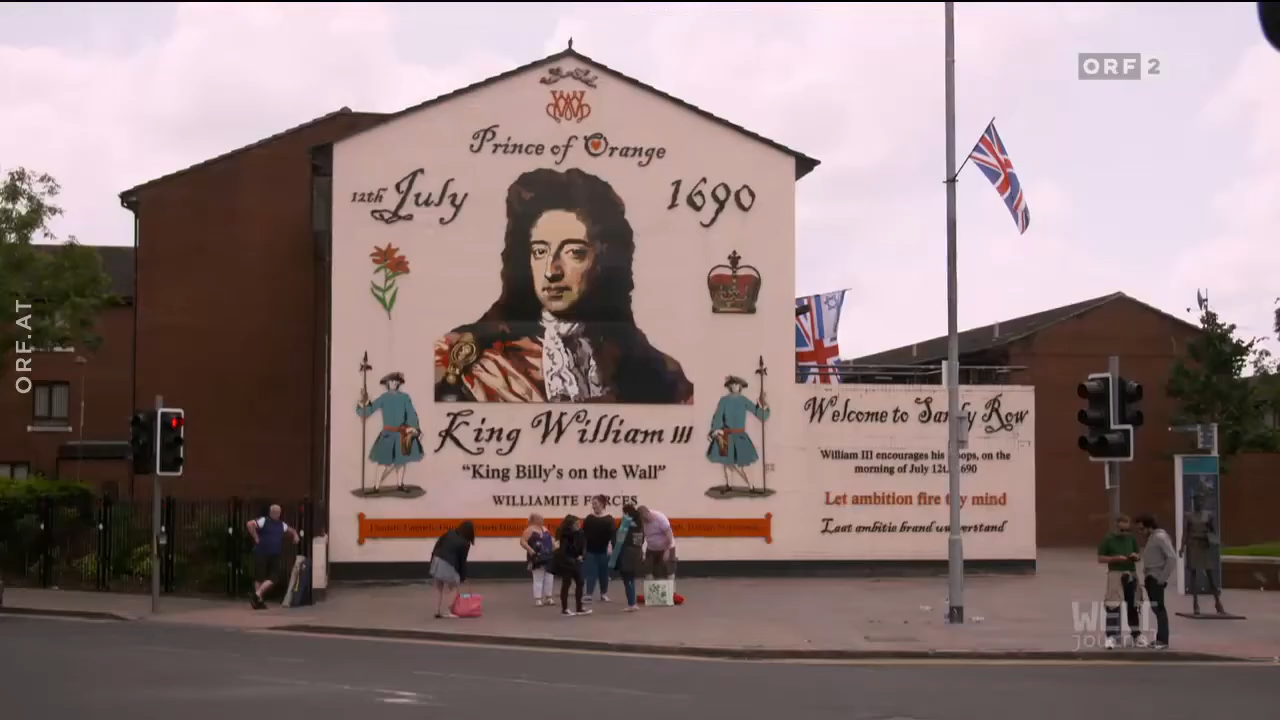 ORF 2
Prince of Orange
12th July
1690
King William III
"King Billy's on the Wall"
WILLIAMITE FORCES
Welcome to Sandy Row
William III encourages his troops, on the
morning of July 12th, 1690
Let ambition fire thy mind
Laat ambitie brand uw verstand
ORF.AT
WELT
journal